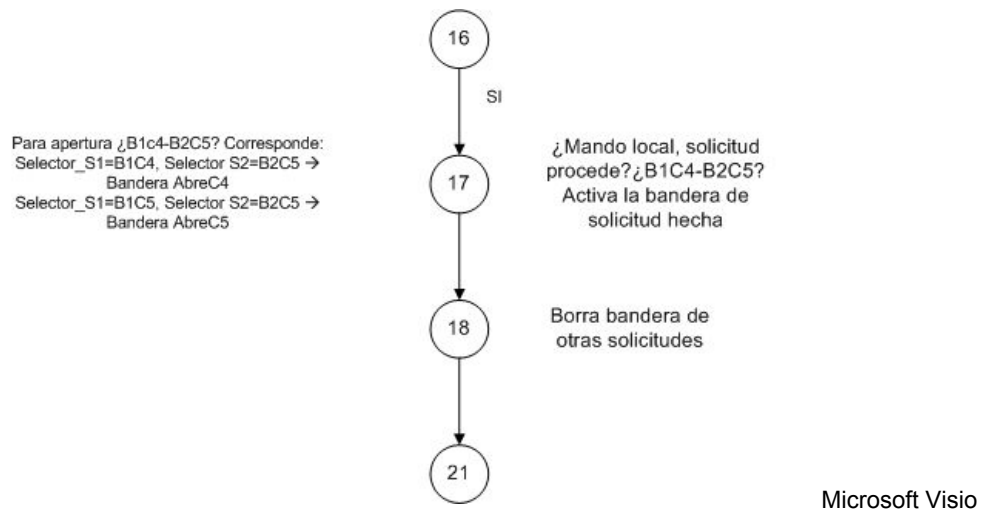 16
SI
Para apertura ¿B1c4-B2C5? Corresponde:
Selector_S1=B1C4, Selector S2=B2C5 →
Bandera AbreC4
Selector_S1=B1C5, Selector S2=B2C5 →
Bandera AbreC5
17
¿Mando local, solicitud
procede?¿B1C4-B2C5?
Activa la bandera de
solicitud hecha
18
Borra bandera de
otras solicitudes
21
Microsoft Visio